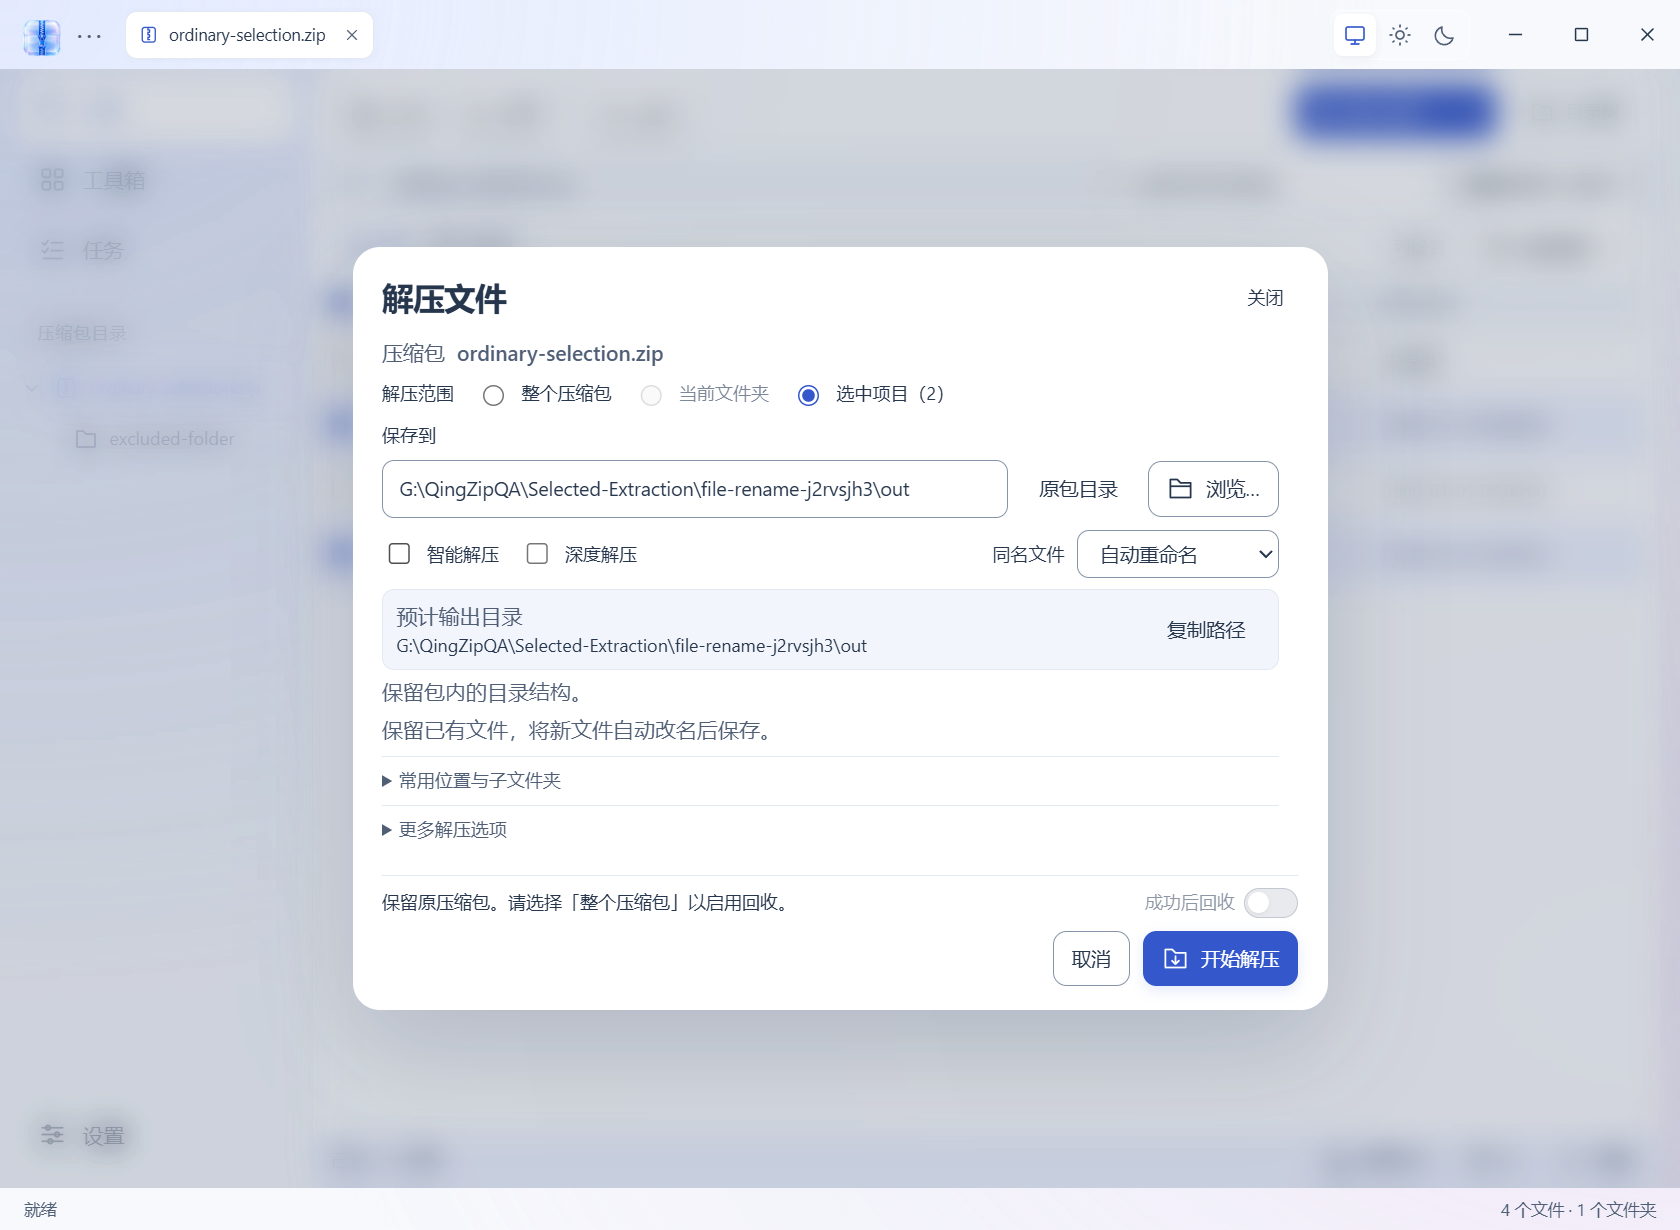 ordinary-selection.zip
工具箱
任务
压缩包目录
excluded-folder
设置
解压文件
关闭
压缩包 ordinary-selection.zip
解压范围 整个压缩包 当前文件夹 选中项目（2）
保存到
G:\QingZipQA\Selected-Extraction\file-rename-j2rvsjh3\out 原包目录 浏览...
智能解压 深度解压 同名文件 自动重命名
预计输出目录
G:\QingZipQA\Selected-Extraction\file-rename-j2rvsjh3\out
复制路径
保留包内的目录结构。
保留已有文件，将新文件自动改名后保存。
常用位置与子文件夹
更多解压选项
保留原压缩包。请选择「整个压缩包」以启用回收。 成功后回收
取消 开始解压
就绪 4 个文件 · 1 个文件夹